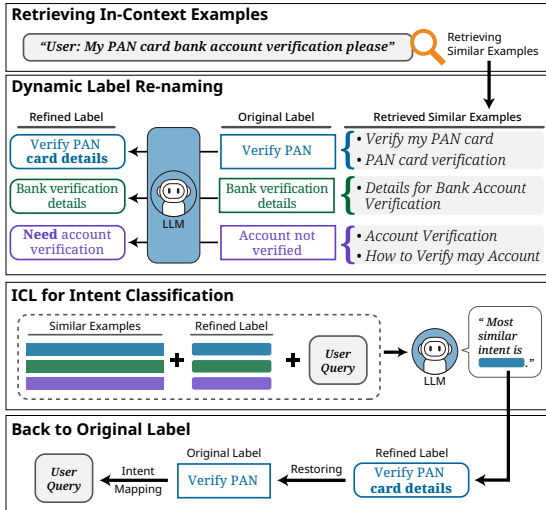 Retrieving In-Context Examples
“User: My PAN card bank account verification please”
Retrieving
Similar Examples
Dynamic Label Re-naming
Refined Label
Original Label
Retrieved Similar Examples
Verify PAN
card details
Verify PAN
• Verify my PAN card
• PAN card verification
Bank verification
details
Bank verification
details
• Details for Bank Account
Verification
Need account
verification
Account not
verified
• Account Verification
• How to Verify may Account
LLM
ICL for Intent Classification
Similar Examples
Refined Label
User
Query
LLM
“ Most
similar
intent is
.”
Back to Original Label
User
Query
Intent
Mapping
Original Label
Verify PAN
Restoring
Refined Label
Verify PAN
card details